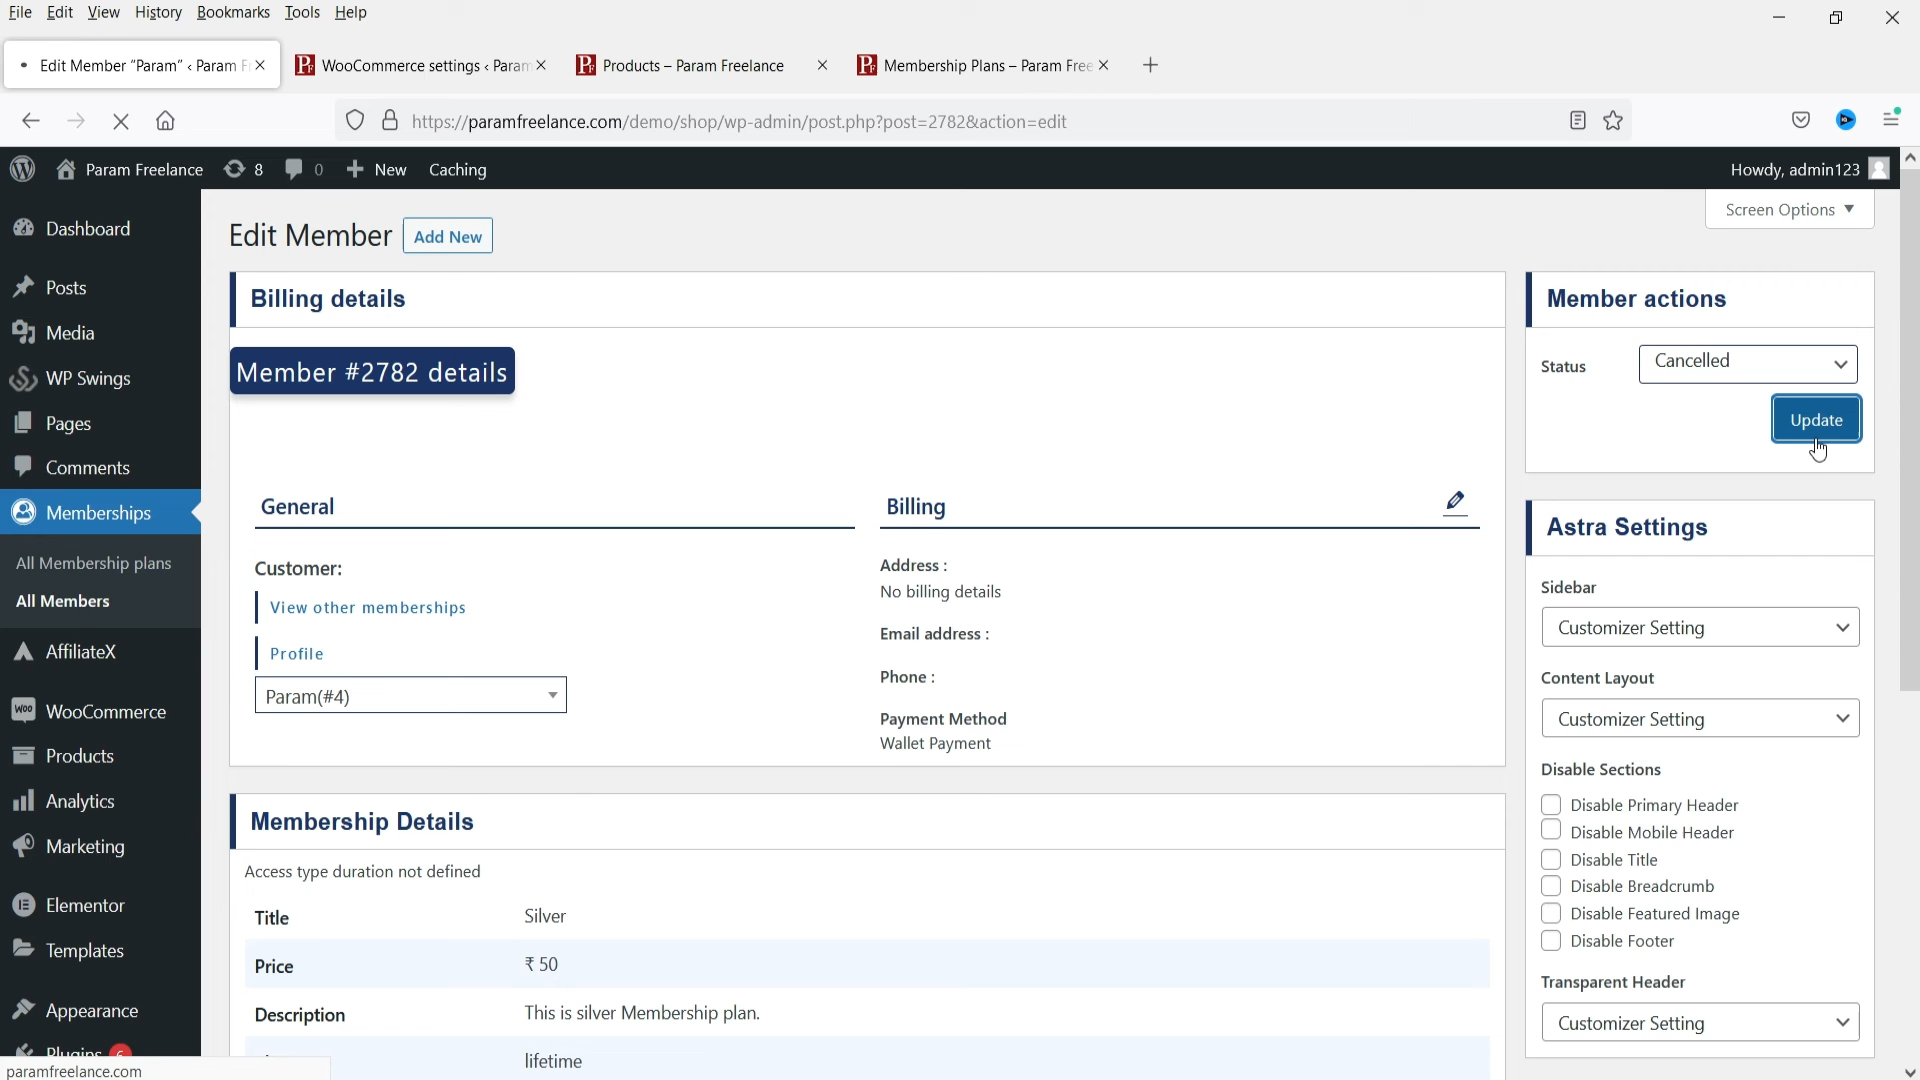 File Edit View History Bookmarks Tools Help
Edit Member “Param” ‹ Param F
WooCommerce settings ‹ Param
Products – Param Freelance
Membership Plans – Param Free
https://paramfreelance.com/demo/shop/wp-admin/post.php?post=2782&action=edit
Param Freelance 8 0 New Caching
Howdy, admin123
Screen Options
Dashboard
Posts
Media
WP Swings
Pages
Comments
Memberships
All Membership plans
All Members
AffiliateX
WooCommerce
Products
Analytics
Marketing
Elementor
Templates
Appearance
Plugins 6
paramfreelance.com
Edit Member Add New
Billing details
Member #2782 details
General
Customer:
View other memberships
Profile
Param(#4)
Billing
Address :
No billing details
Email address :
Phone :
Payment Method
Wallet Payment
Membership Details
Access type duration not defined
Title Silver
Price ₹ 50
Description This is silver Membership plan.
lifetime
Member actions
Status Cancelled
Update
Astra Settings
Sidebar
Customizer Setting
Content Layout
Customizer Setting
Disable Sections
Disable Primary Header
Disable Mobile Header
Disable Title
Disable Breadcrumb
Disable Featured Image
Disable Footer
Transparent Header
Customizer Setting